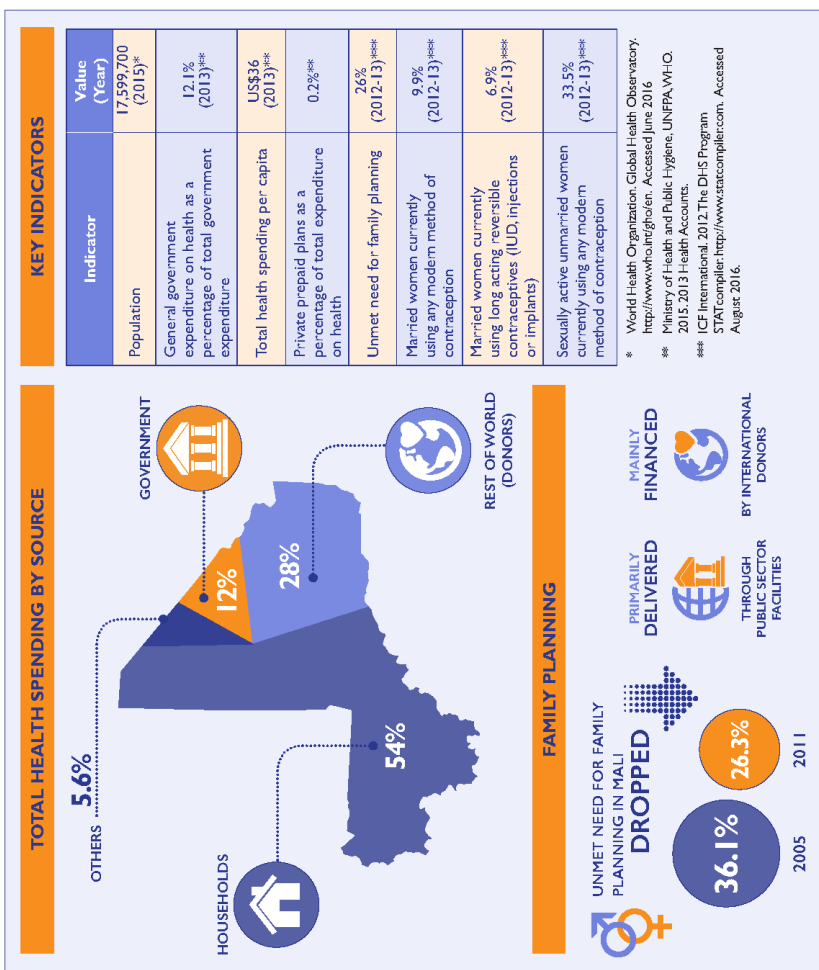 TOTAL HEALTH SPENDING BY SOURCE
OTHERS
5.6%
GOVERNMENT
12%
28%
HOUSEHOLDS
54%
REST OF WORLD
(DONORS)
FAMILY PLANNING
UNMET NEED FOR FAMILY
PLANNING IN MALI
DROPPED
36.1%
26.3%
2005
2011
PRIMARILY
DELIVERED
THROUGH
PUBLIC SECTOR
FACILITIES
MAINLY
FINANCED
BY INTERNATIONAL
DONORS
KEY INDICATORS
Indicator
Value
(Year)
Population
17,599,700
(2015)*
General government
expenditure on health as a
percentage of total government
expenditure
12.1%
(2013)**
Total health spending per capita
US$36
(2013)**
Private prepaid plans as a
percentage of total expenditure
on health
0.2%**
Unmet need for family planning
26%
(2012-13)***
Married women currently
using any modern method of
contraception
9.9%
(2012-13)***
Married women currently
using long acting reversible
contraceptives (IUD, injections
or implants)
6.9%
(2012-13)***
Sexually active unmarried women
currently using any modern
method of contraception
33.5%
(2012-13)***
* World Health Organization. Global Health Observatory.
http://www.who.int/gho/en. Accessed June 2016
** Ministry of Health and Public Hygiene, UNFPA,WHO.
2015. 2013 Health Accounts.
*** ICF International. 2012. The DHS Program
STATcompiler. http://www.statcompiler.com. Accessed
August 2016.